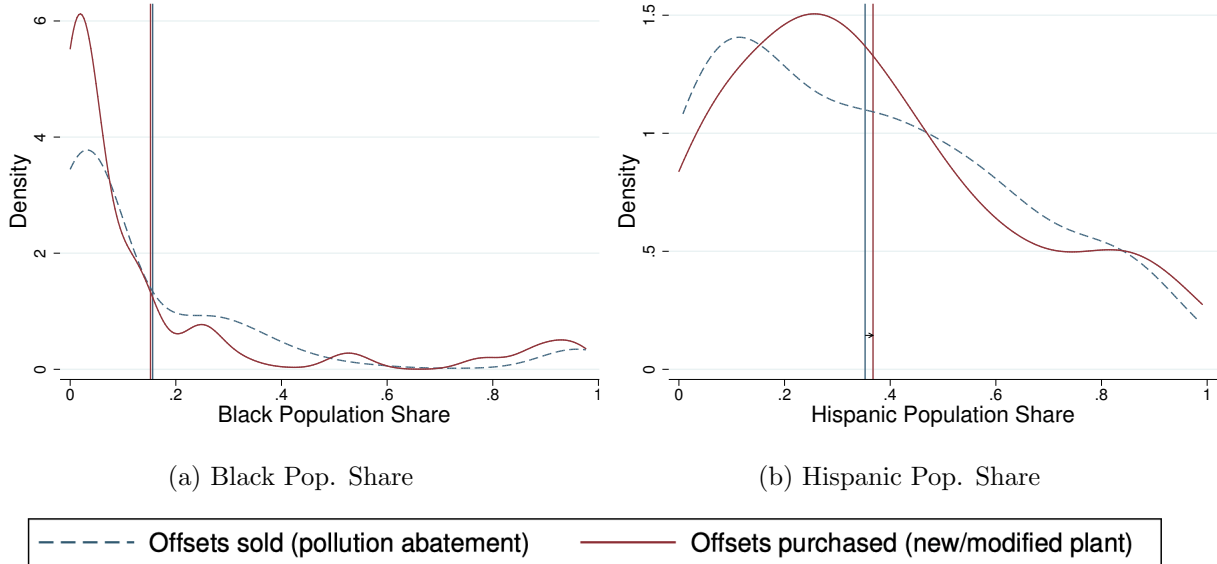 6
4
2
0
Density
0 .2 .4 .6 .8 1
Black Population Share
(a) Black Pop. Share
1.5
1
.5
0
Density
0 .2 .4 .6 .8 1
Hispanic Population Share
(b) Hispanic Pop. Share
Offsets sold (pollution abatement) Offsets purchased (new/modified plant)